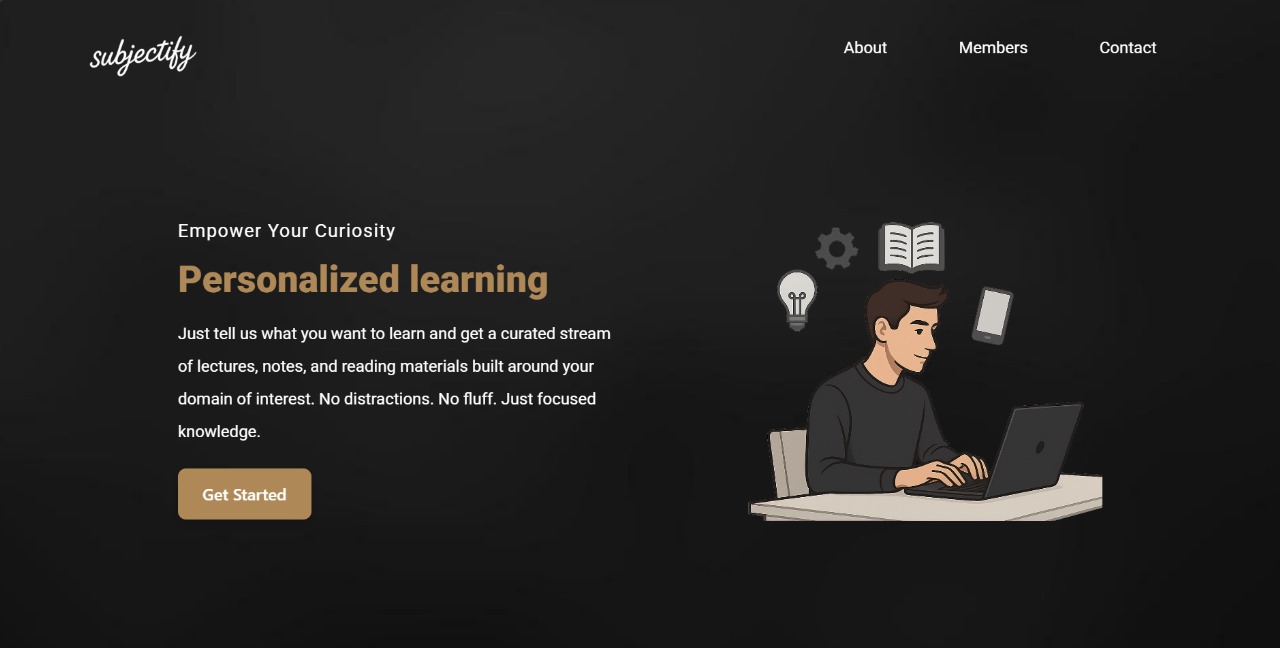 subjectify
About
Members
Contact
Empower Your Curiosity
Personalized learning
Just tell us what you want to learn and get a curated stream
of lectures, notes, and reading materials built around your
domain of interest. No distractions. No fluff. Just focused
knowledge.
Get Started